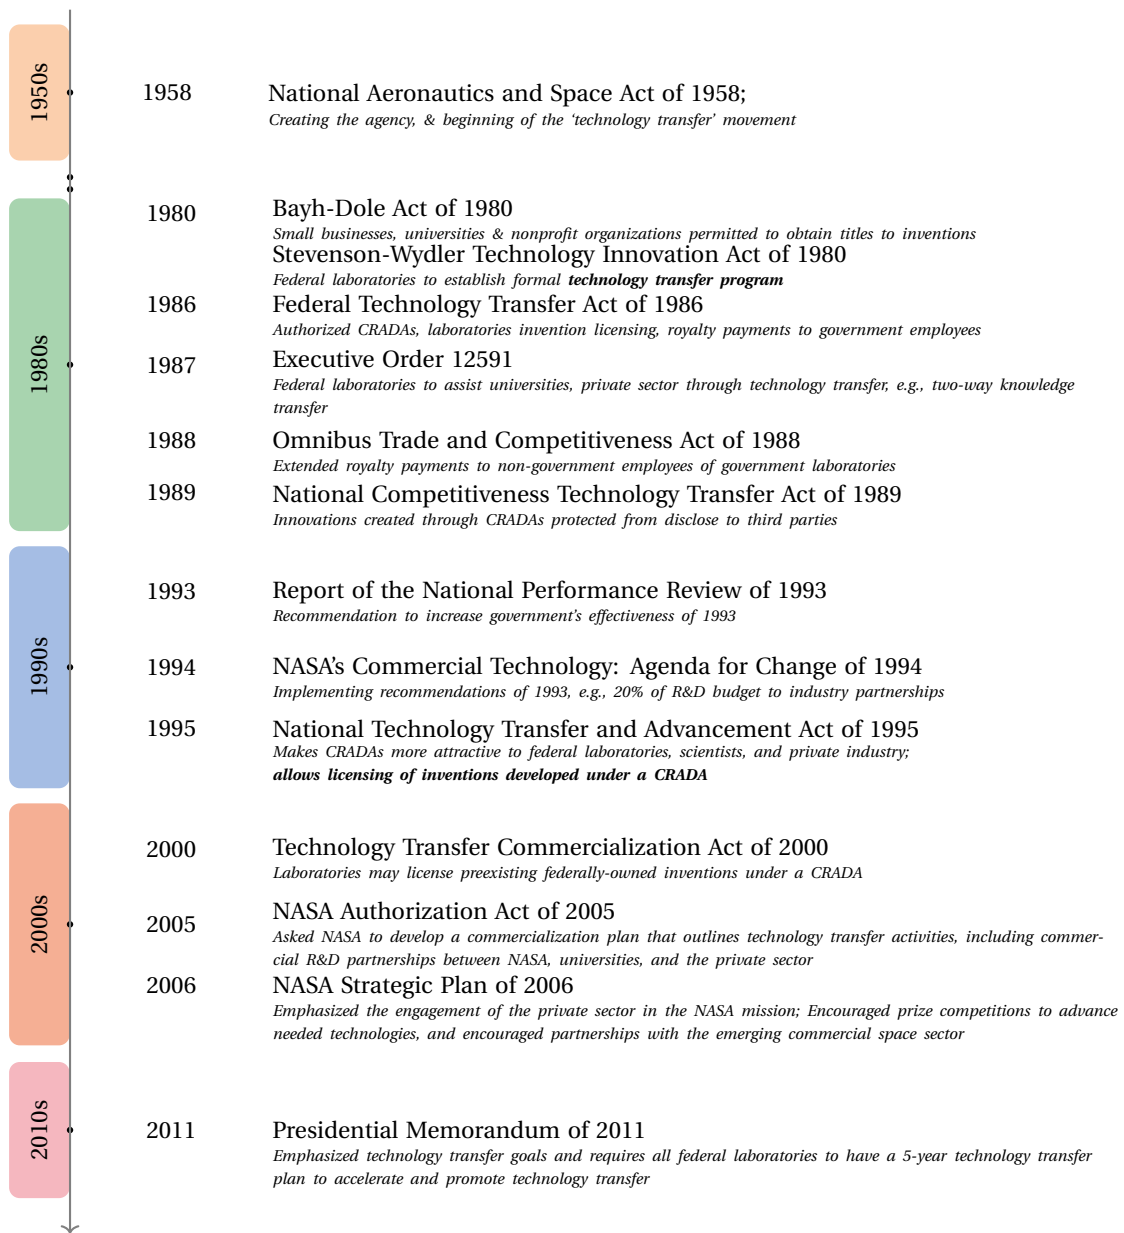 1950s
1958 National Aeronautics and Space Act of 1958;
Creating the agency, & beginning of the ‘technology transfer’ movement
1980s
1980 Bayh-Dole Act of 1980
Small businesses, universities & nonprofit organizations permitted to obtain titles to inventions
Stevenson-Wydler Technology Innovation Act of 1980
Federal laboratories to establish formal technology transfer program
1986 Federal Technology Transfer Act of 1986
Authorized CRADAs, laboratories invention licensing, royalty payments to government employees
1987 Executive Order 12591
Federal laboratories to assist universities, private sector through technology transfer, e.g., two-way knowledge
transfer
1988 Omnibus Trade and Competitiveness Act of 1988
Extended royalty payments to non-government employees of government laboratories
1989 National Competitiveness Technology Transfer Act of 1989
Innovations created through CRADAs protected from disclose to third parties
1990s
1993 Report of the National Performance Review of 1993
Recommendation to increase government’s effectiveness of 1993
1994 NASA’s Commercial Technology: Agenda for Change of 1994
Implementing recommendations of 1993, e.g., 20% of R&D budget to industry partnerships
1995 National Technology Transfer and Advancement Act of 1995
Makes CRADAs more attractive to federal laboratories, scientists, and private industry;
allows licensing of inventions developed under a CRADA
2000s
2000 Technology Transfer Commercialization Act of 2000
Laboratories may license preexisting federally-owned inventions under a CRADA
2005 NASA Authorization Act of 2005
Asked NASA to develop a commercialization plan that outlines technology transfer activities, including commer-
cial R&D partnerships between NASA, universities, and the private sector
2006 NASA Strategic Plan of 2006
Emphasized the engagement of the private sector in the NASA mission; Encouraged prize competitions to advance
needed technologies, and encouraged partnerships with the emerging commercial space sector
2010s
2011 Presidential Memorandum of 2011
Emphasized technology transfer goals and requires all federal laboratories to have a 5-year technology transfer
plan to accelerate and promote technology transfer